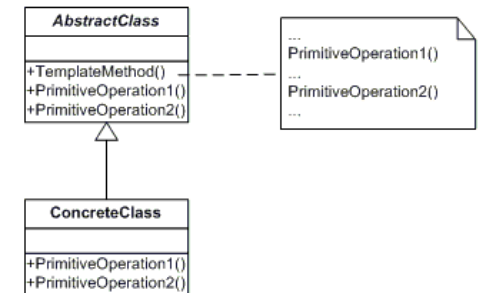 AbstractClass
+TemplateMethod()
+PrimitiveOperation1()
+PrimitiveOperation2()
...
PrimitiveOperation1()
...
PrimitiveOperation2()
...
ConcreteClass
+PrimitiveOperation1()
+PrimitiveOperation2()